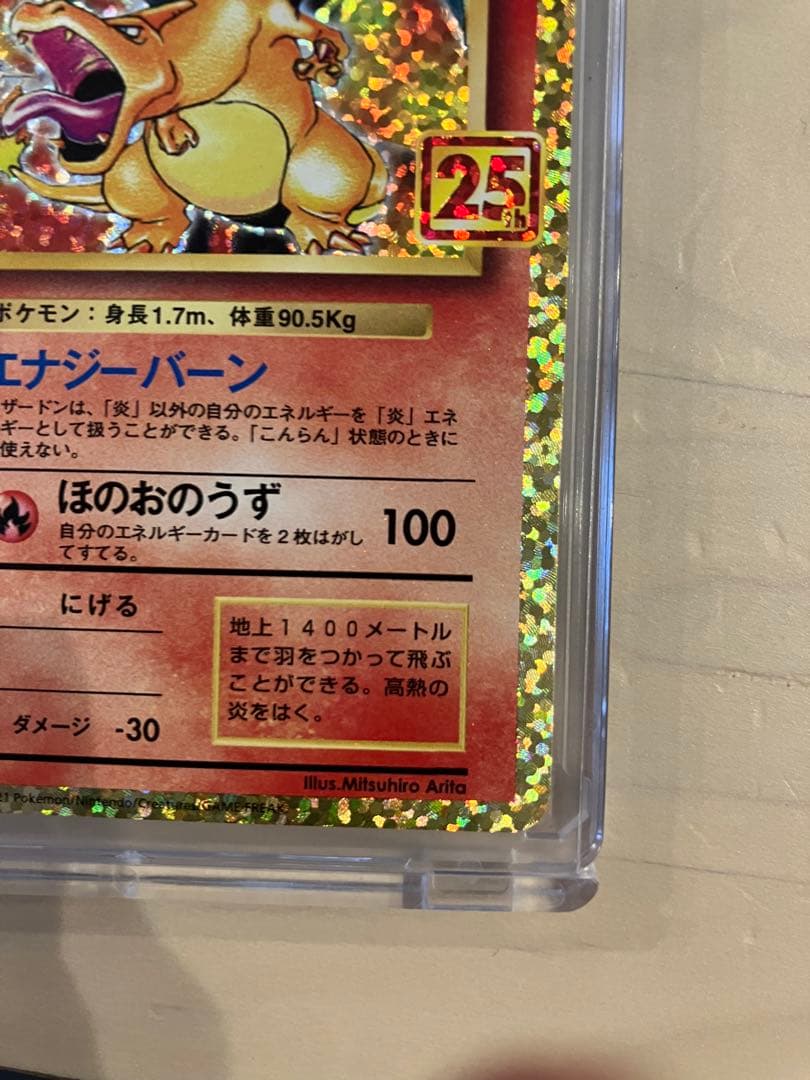 25th
ポケモン：身長1.7m、体重90.5Kg
エナジーバーン
ザードンは、「炎」以外の自分のエネルギーを「炎」エネ
ギーとして扱うことができる。「こんらん」状態のときに
使えない。
ほのおのうず 100
自分のエネルギーカードを２枚はがし
てすてる。
にげる
地上１４００メートル
まで羽をつかって飛ぶ
ことができる。高熱の
炎をはく。
ダメージ -30
Illus.Mitsuhiro Arita
21 Pokémon/Nintendo/Creatures/GAME FREAK